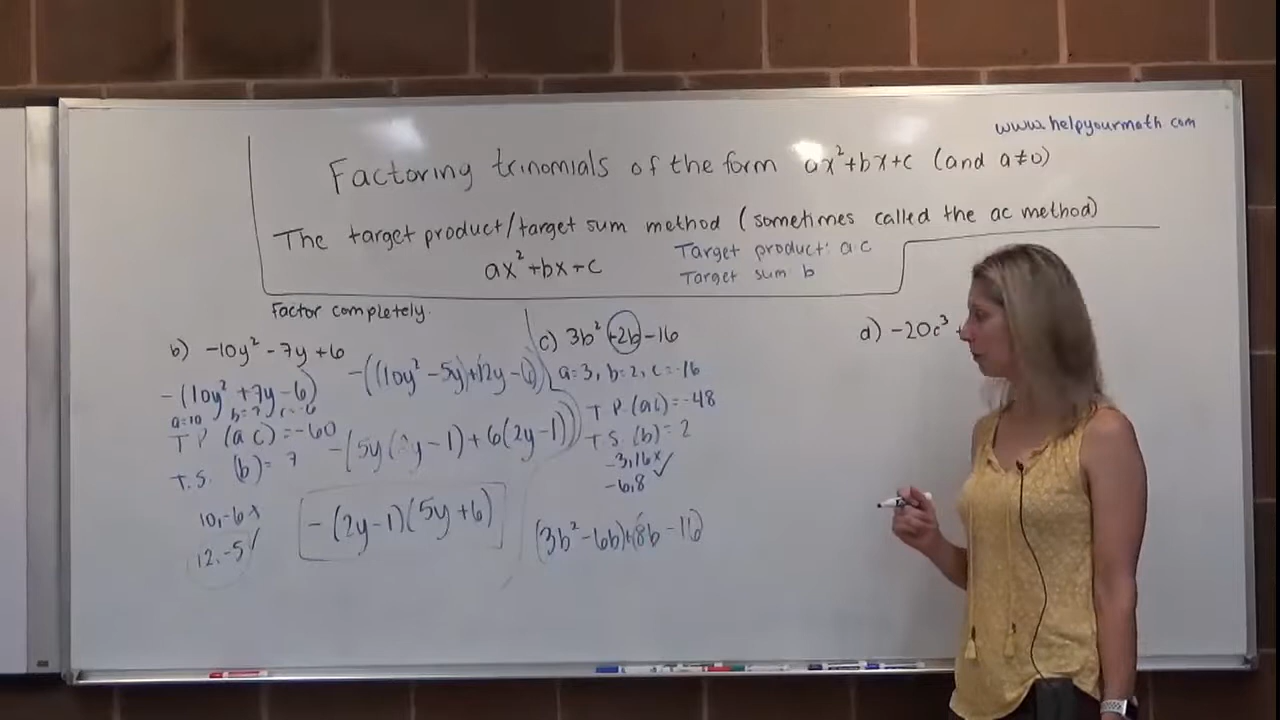 www.helpyourmath.com
Factoring trinomials of the form ax²+bx+c (and a≠0)
The target product/target sum method (sometimes called the ac method)
ax²+bx+c
Target product: a·c
Target sum: b
Factor completely.
b) -10y² - 7y + 6
-(10y² + 7y - 6)
a=10 b=7 c=-6
T.P. (ac) = -60
T.S. (b) = 7
10,-6 x
12,-5 ✓
-((10y² - 5y)+(12y - 6))
-(5y(2y-1)+6(2y-1))
-(2y-1)(5y+6)
c) 3b² +2b -16
a=3, b=2, c=-16
T.P. (ac) = -48
T.S. (b) = 2
-3,16 x
-6,8 ✓
(3b²-6b)+(8b-16)
d) -20c³ +